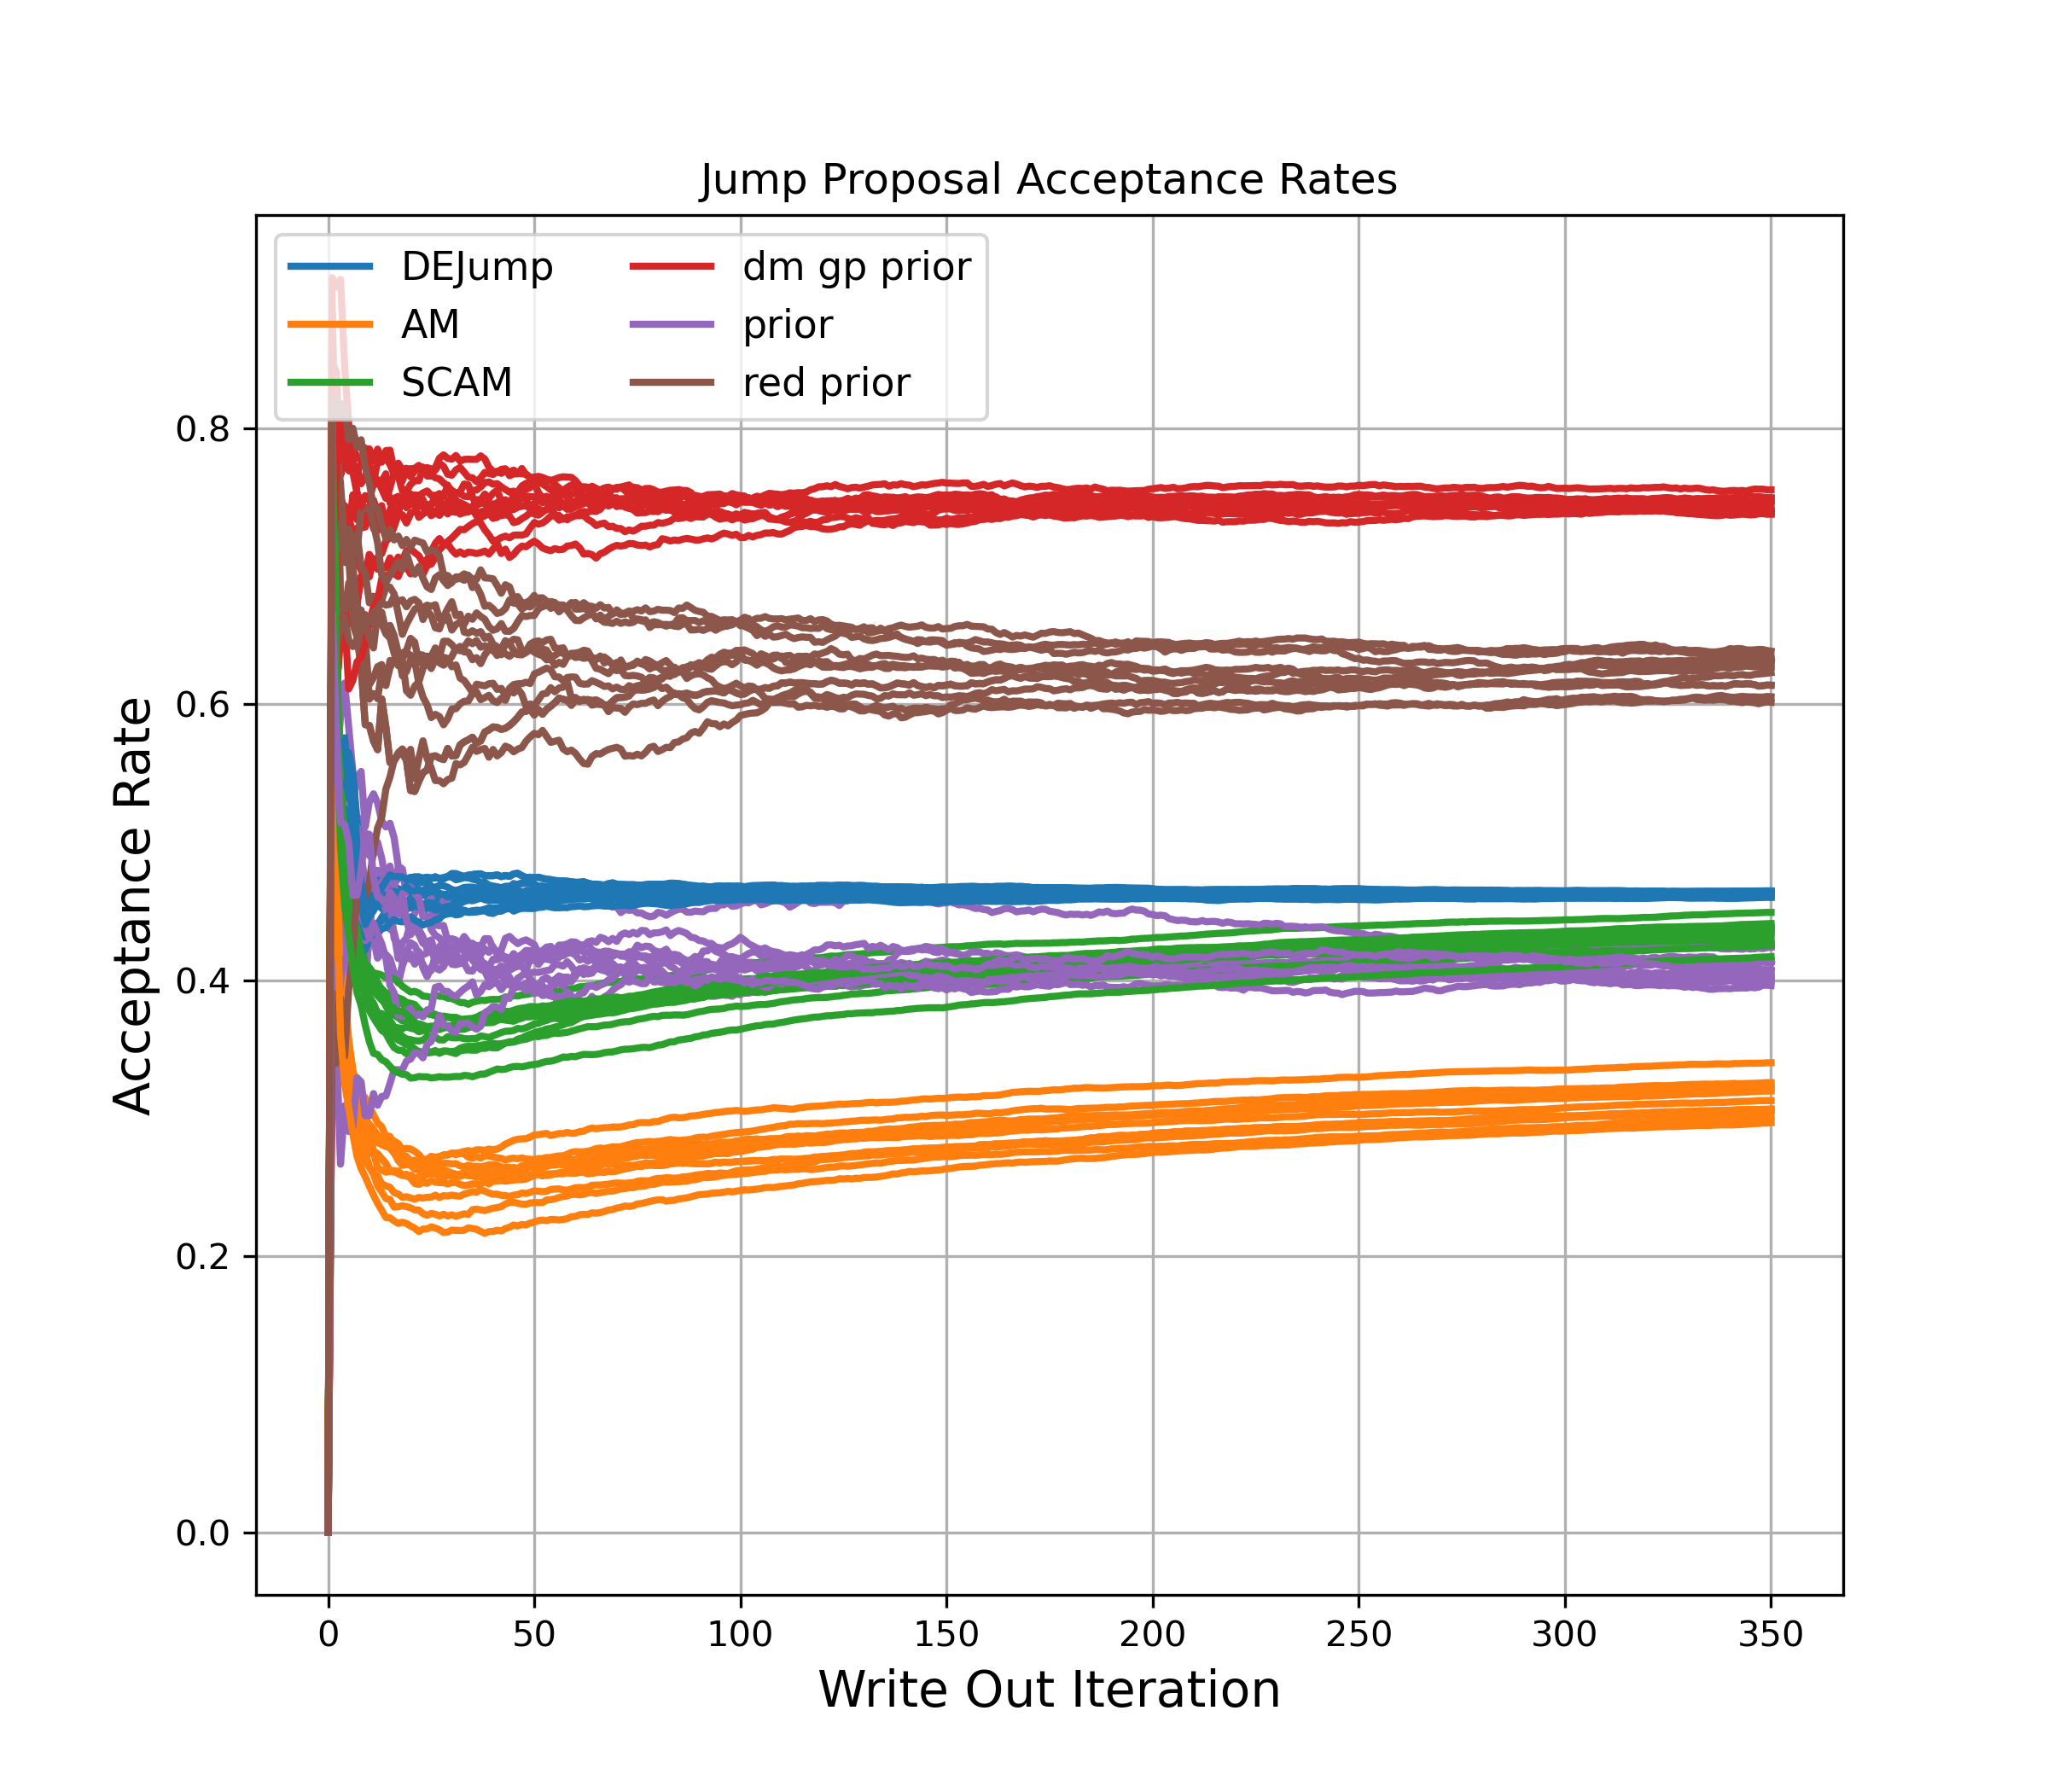 Jump Proposal Acceptance Rates
DEJump
AM
SCAM
dm gp prior
prior
red prior
Acceptance Rate
0.8
0.6
0.4
0.2
0.0
0 50 100 150 200 250 300 350
Write Out Iteration